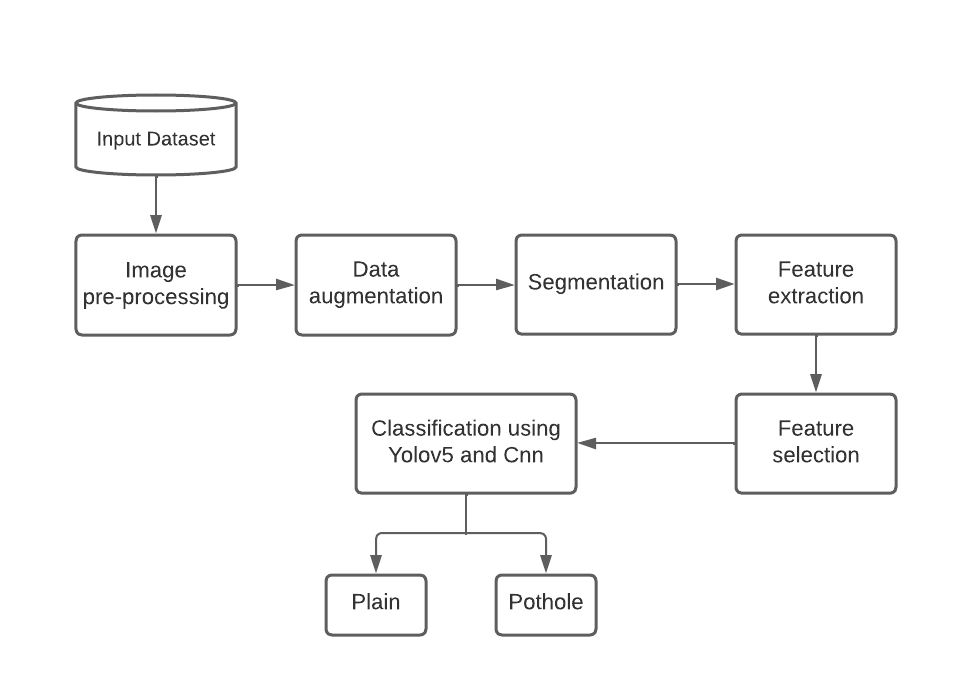 Input Dataset
Image
pre-processing
Data
augmentation
Segmentation
Feature
extraction
Classification using
Yolov5 and Cnn
Feature
selection
Plain
Pothole